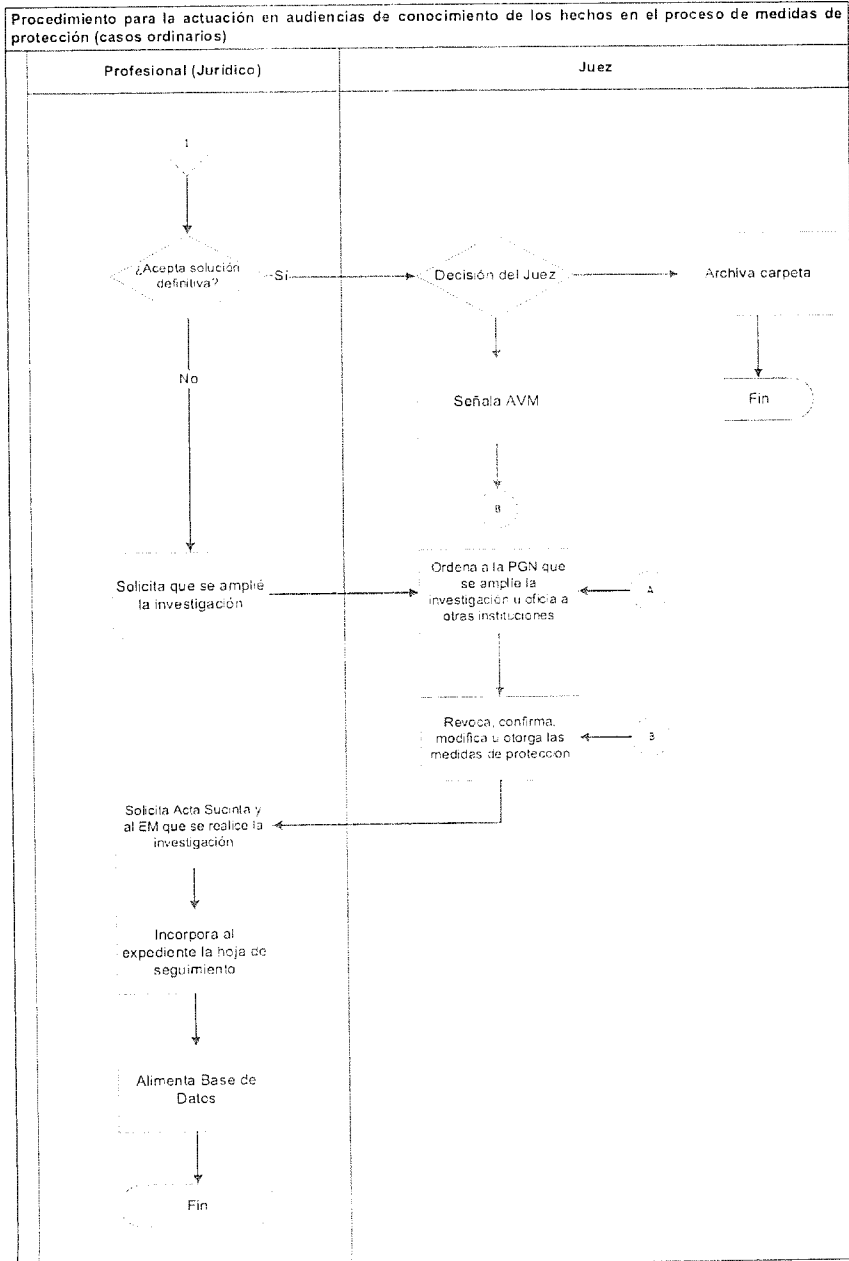 Procedimiento para la actuación en audiencias de conocimiento de los hechos en el proceso de medidas de
protección (casos ordinarios)
Profesional (Jurídico)
Juez
1
¿Acepta solución
definitiva?
Sí
Decisión del Juez
Archiva carpeta
No
Señala AVM
Fin
B
Solicita que se amplié
la investigación
Ordena a la PGN que
se amplíe la
investigación u oficia a
otras instituciones
A
Revoca, confirma,
modifica u otorga las
medidas de protección
B
Solicita Acta Sucinta y
al EM que se realice la
investigación
Incorpora al
expediente la hoja de
seguimiento
Alimenta Base de
Datos
Fin